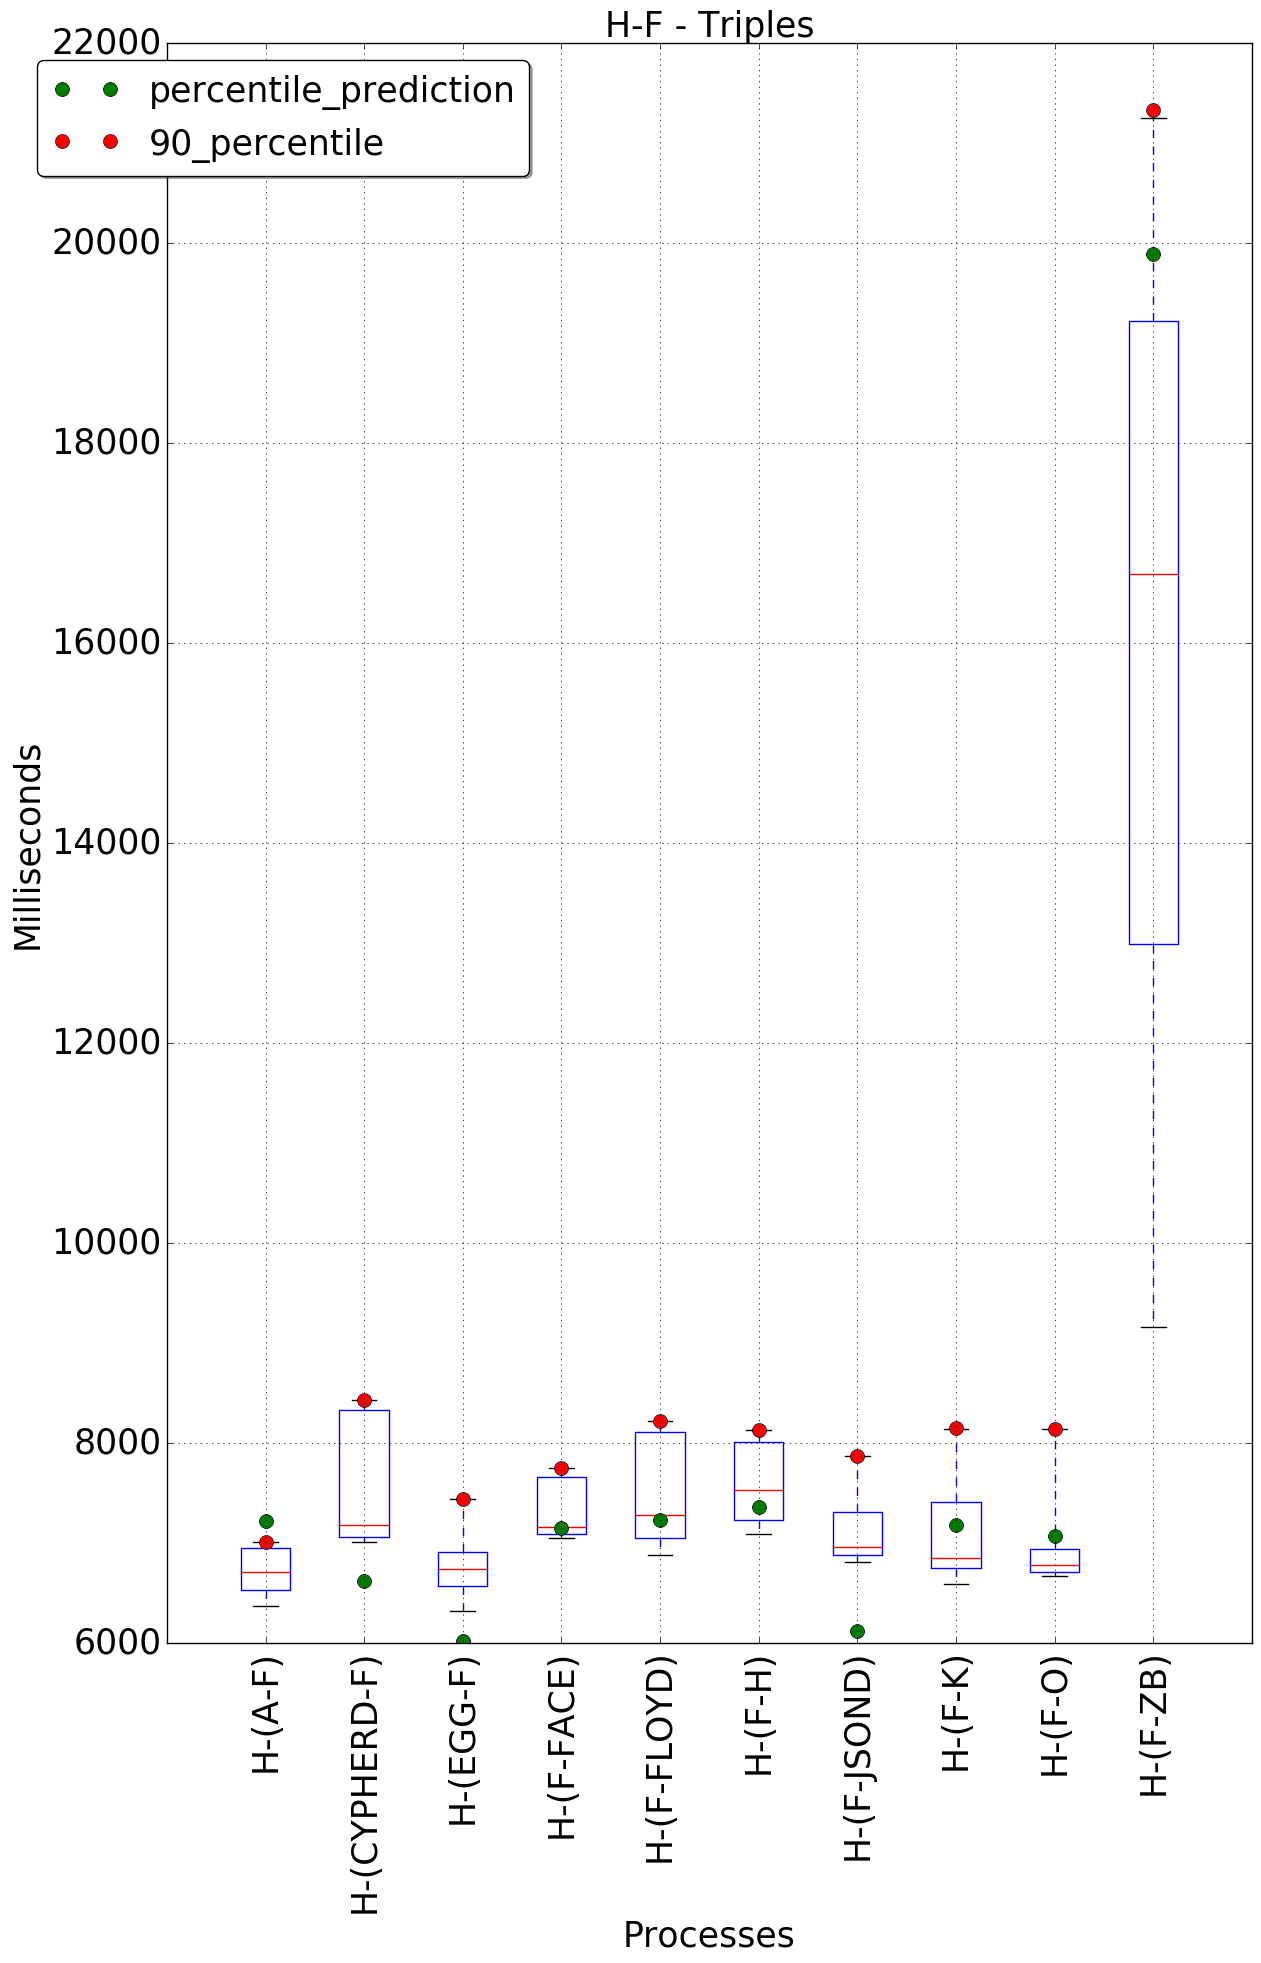 H-F - Triples
percentile_prediction
90_percentile
22000
20000
18000
16000
14000
12000
10000
8000
6000
Milliseconds
H-(A-F)
H-(CYPHERD-F)
H-(EGG-F)
H-(F-FACE)
H-(F-FLOYD)
H-(F-H)
H-(F-JSOND)
H-(F-K)
H-(F-O)
H-(F-ZB)
Processes